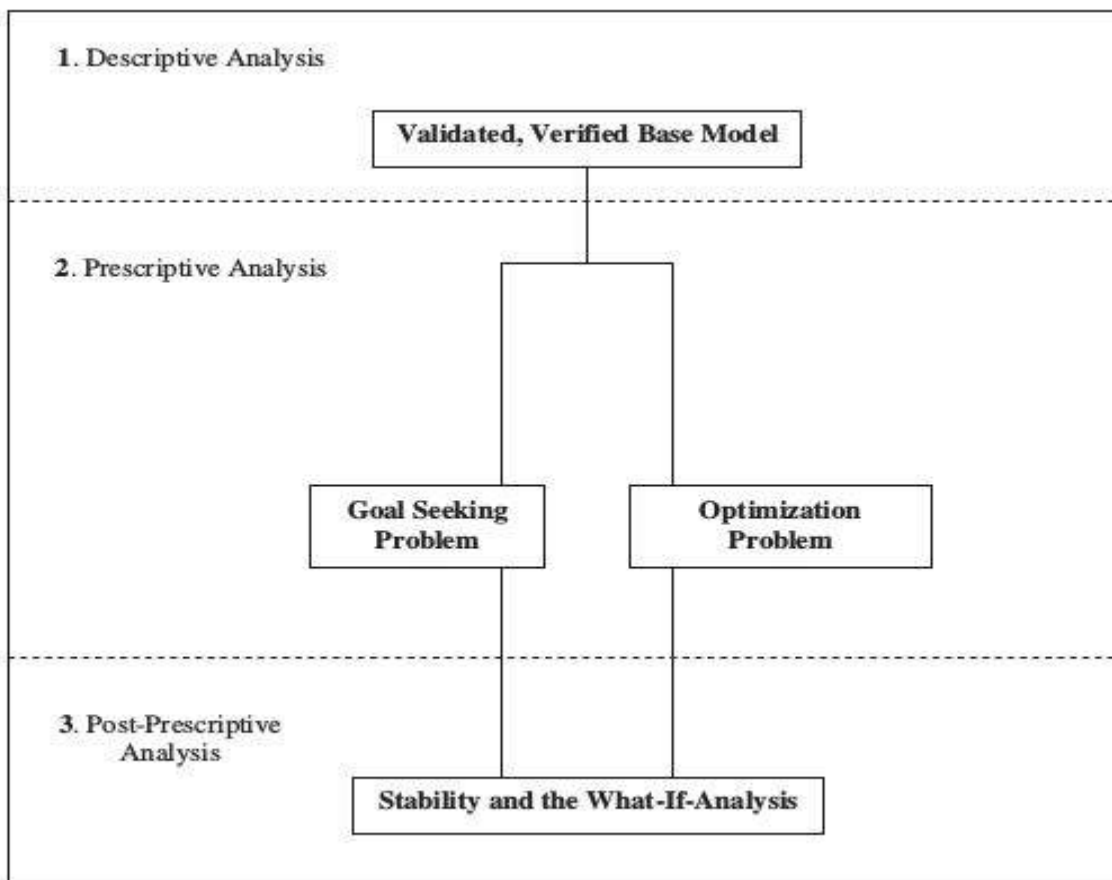 1. Descriptive Analysis
Validated, Verified Base Model
2. Prescriptive Analysis
Goal Seeking
Problem
Optimization
Problem
3. Post-Prescriptive
Analysis
Stability and the What-If-Analysis